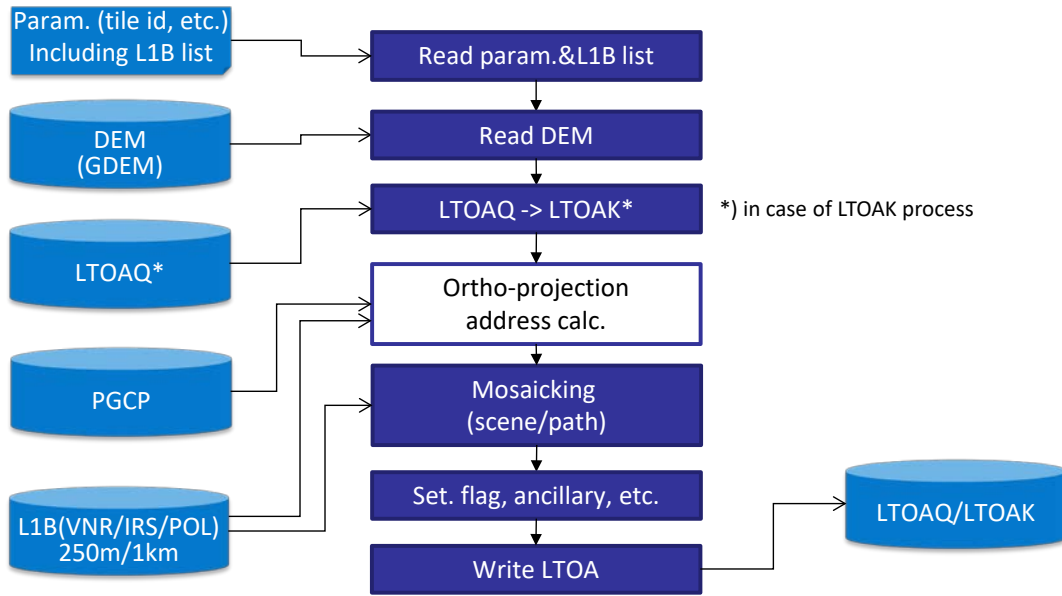 Param. (tile id, etc.)
Including L1B list
Read param.&L1B list
DEM
(GDEM)
Read DEM
LTOAQ*
LTOAQ -> LTOAK*
*) in case of LTOAK process
Ortho-projection
address calc.
PGCP
Mosaicking
(scene/path)
L1B(VNR/IRS/POL)
250m/1km
Set. flag, ancillary, etc.
LTOAQ/LTOAK
Write LTOA